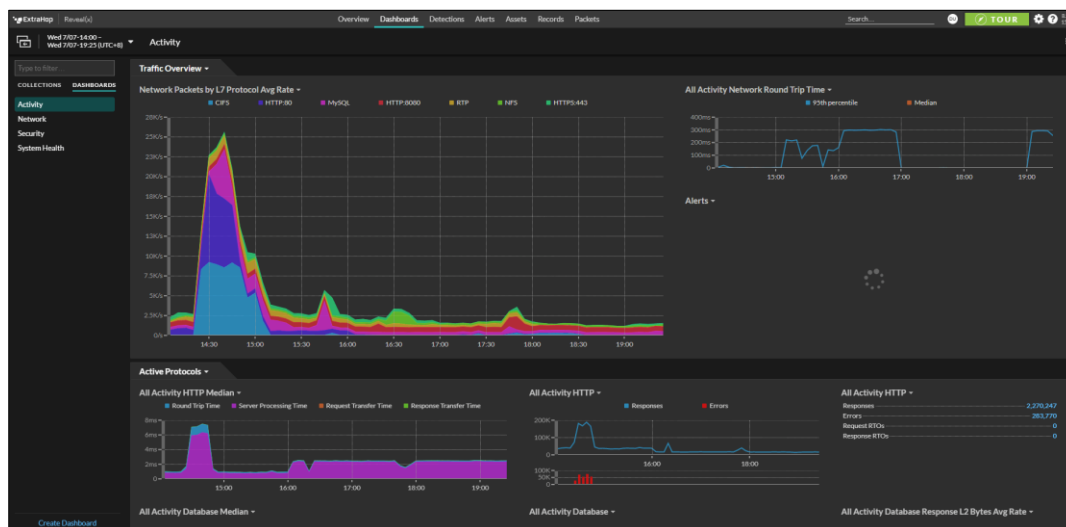 ExtraHop Reveal(x) Overview Dashboards Detections Alerts Assets Records Packets Search... TOUR
Wed 7/07-14:00 –
Wed 7/07-19:25 (UTC+8) Activity
Type to filter...
COLLECTIONS DASHBOARDS
Activity
Network
Security
System Health
Create Dashboard
Traffic Overview
Network Packets by L7 Protocol Avg Rate
CIFS HTTP:80 MySQL HTTP:8080 RTP NFS HTTPS:443
28K/s
25K/s
23K/s
20K/s
18K/s
15K/s
13K/s
10K/s
7.5K/s
5K/s
2.5K/s
0/s
14:30 15:00 15:30 16:00 16:30 17:00 17:30 18:00 18:30 19:00
All Activity Network Round Trip Time
95th percentile Median
400ms
300ms
200ms
100ms
0ms
15:00 16:00 17:00 18:00 19:00
Alerts
Active Protocols
All Activity HTTP Median
Round Trip Time Server Processing Time Request Transfer Time Response Transfer Time
8ms
6ms
4ms
2ms
0ms
15:00 16:00 17:00 18:00 19:00
All Activity HTTP
Responses Errors
200K
100K
0
16:00 18:00
100K
50K
0
All Activity HTTP
Responses 2,270,247
Errors 283,770
Request RTOs 0
Response RTOs 0
All Activity Database Median
All Activity Database
All Activity Database Response L2 Bytes Avg Rate